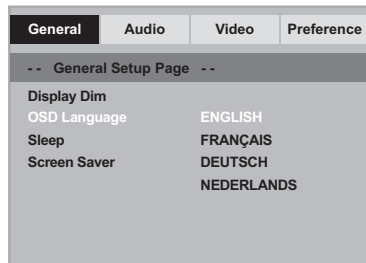 General Audio Video Preference
- - General Setup Page - -
Display Dim
OSD Language ENGLISH
Sleep FRANÇAIS
Screen Saver DEUTSCH
NEDERLANDS